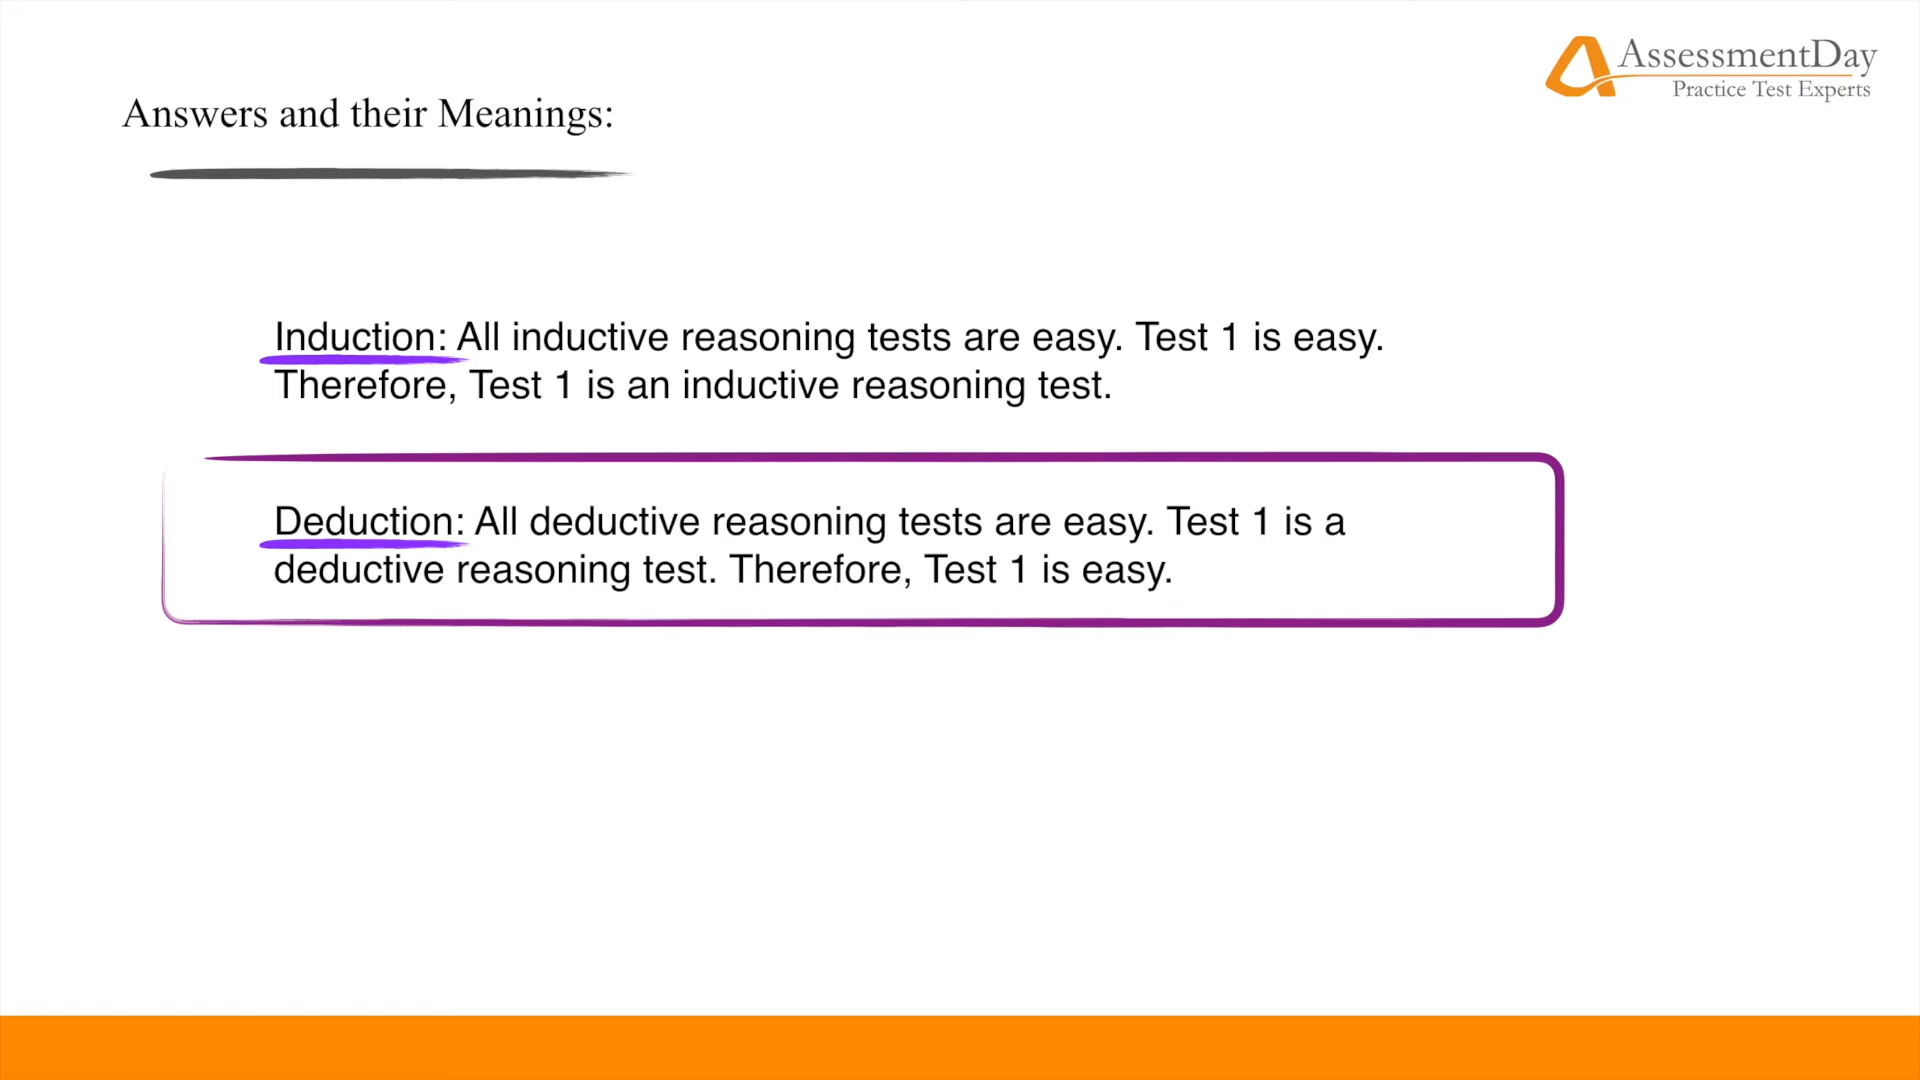 AssessmentDay
Practice Test Experts
Answers and their Meanings:
Induction: All inductive reasoning tests are easy. Test 1 is easy.
Therefore, Test 1 is an inductive reasoning test.
Deduction: All deductive reasoning tests are easy. Test 1 is a
deductive reasoning test. Therefore, Test 1 is easy.